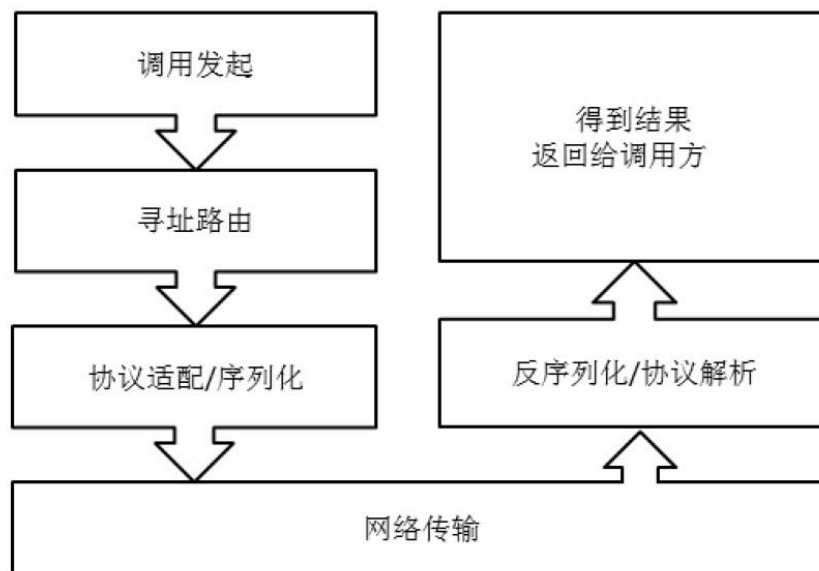 调用发起
寻址路由
协议适配/序列化
网络传输
反序列化/协议解析
得到结果
返回给调用方